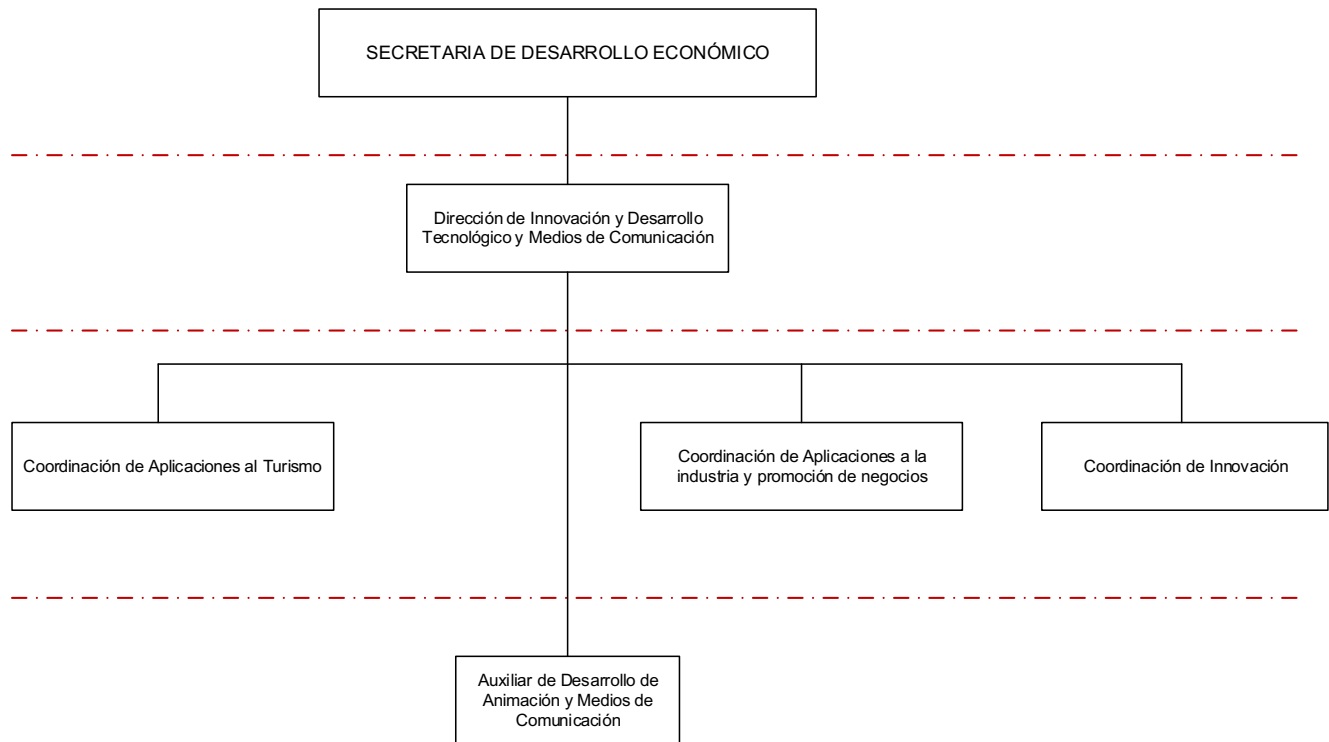 SECRETARIA DE DESARROLLO ECONÓMICO
Dirección de Innovación y Desarrollo
Tecnológico y Medios de Comunicación
Coordinación de Aplicaciones al Turismo
Coordinación de Aplicaciones a la
industria y promoción de negocios
Coordinación de Innovación
Auxiliar de Desarrollo de
Animación y Medios de
Comunicación